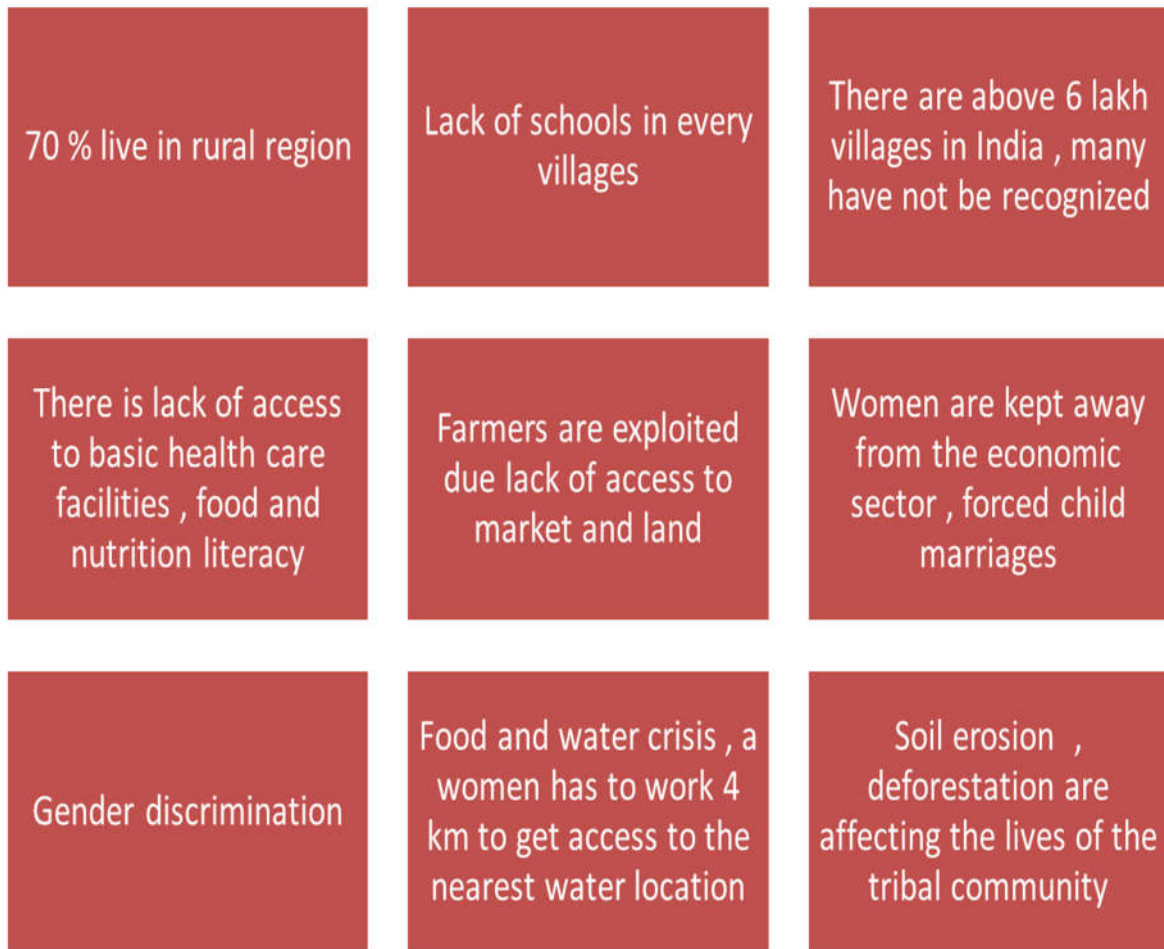 70 % live in rural region
Lack of schools in every
villages
There are above 6 lakh
villages in India , many
have not be recognized
There is lack of access
to basic health care
facilities , food and
nutrition literacy
Farmers are exploited
due lack of access to
market and land
Women are kept away
from the economic
sector , forced child
marriages
Gender discrimination
Food and water crisis , a
women has to work 4
km to get access to the
nearest water location
Soil erosion ,
deforestation are
affecting the lives of the
tribal community